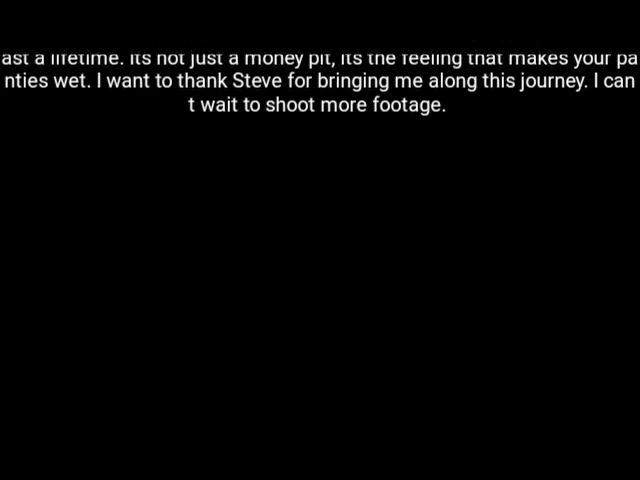 ast a lifetime. Its not just a money pit, its the feeling that makes your pa
nties wet. I want to thank Steve for bringing me along this journey. I can
t wait to shoot more footage.